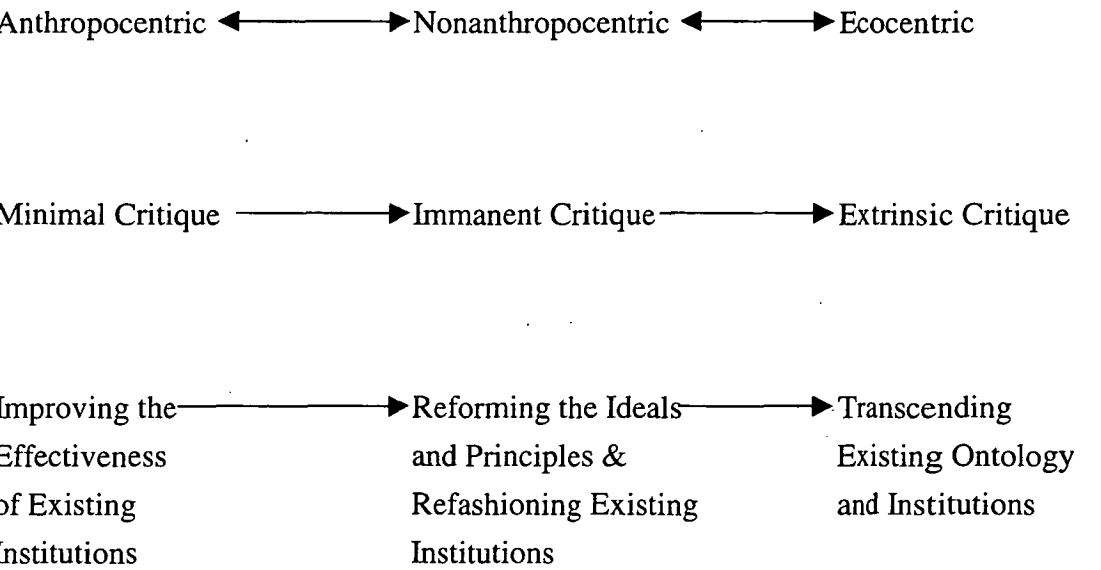 Anthropocentric Nonanthropocentric Ecocentric
Minimal Critique Immanent Critique Extrinsic Critique
Improving the Reforming the Ideals Transcending
Effectiveness and Principles & Existing Ontology
of Existing Refashioning Existing and Institutions
Institutions Institutions